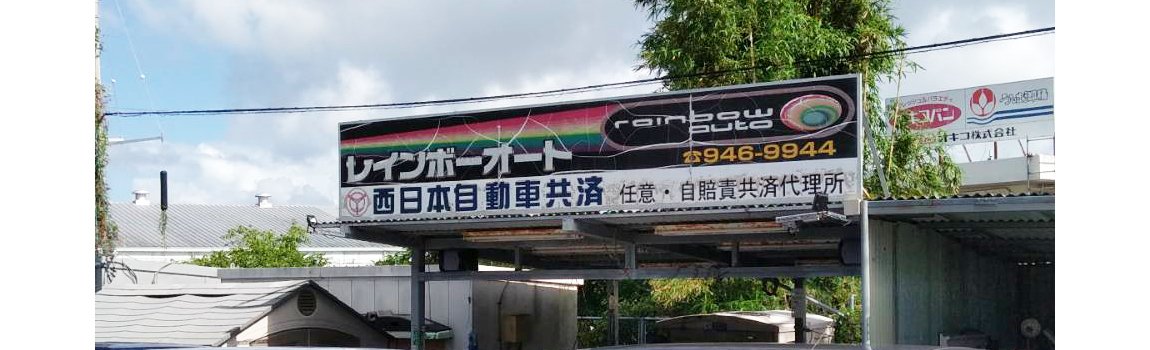 rainbow
auto
レインボーオート
☎946-9944
西日本自動車共済 任意・自賠責共済代理所
オキコパン
オキコ株式会社